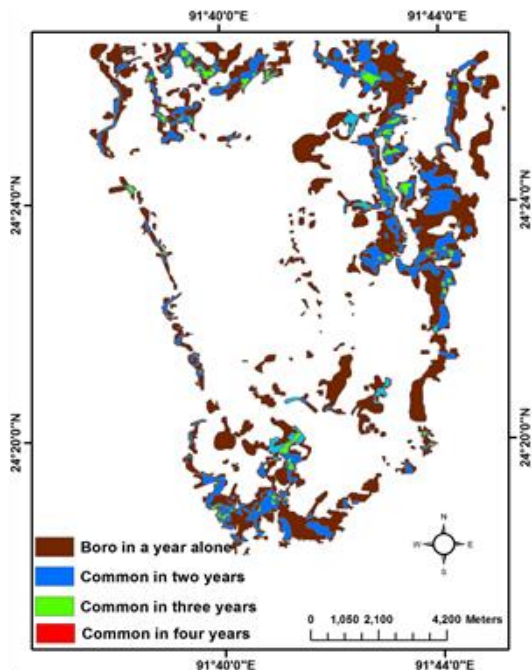 91°40'0"E 91°44'0"E
24°24'0"N 24°24'0"N
24°20'0"N 24°20'0"N
Boro in a year alone
Common in two years
Common in three years
Common in four years
N
W E
S
0 1,050 2,100 4,200 Meters
91°40'0"E 91°44'0"E